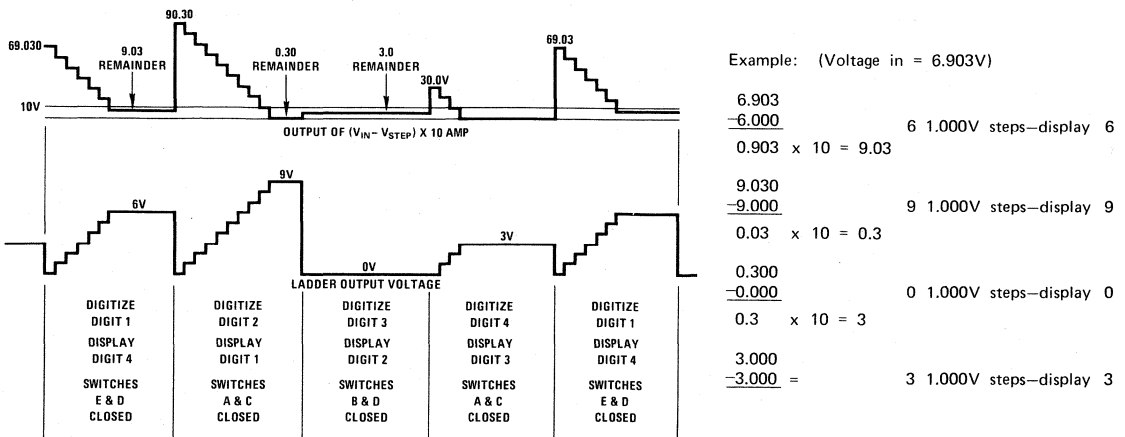 90.30
69.030
9.03
REMAINDER
0.30
REMAINDER
3.0
REMAINDER
30.0V
69.03
10V
OUTPUT OF (VIN– VSTEP) X 10 AMP
6V
9V
0V
3V
LADDER OUTPUT VOLTAGE
DIGITIZE
DIGIT 1
DISPLAY
DIGIT 4
SWITCHES
E & D
CLOSED
DIGITIZE
DIGIT 2
DISPLAY
DIGIT 1
SWITCHES
A & C
CLOSED
DIGITIZE
DIGIT 3
DISPLAY
DIGIT 2
SWITCHES
B & D
CLOSED
DIGITIZE
DIGIT 4
DISPLAY
DIGIT 3
SWITCHES
A & C
CLOSED
DIGITIZE
DIGIT 1
DISPLAY
DIGIT 4
SWITCHES
E & D
CLOSED
Example: (Voltage in = 6.903V)
6.903
–6.000 6 1.000V steps–display 6
0.903 x 10 = 9.03
9.030
–9.000 9 1.000V steps–display 9
0.03 x 10 = 0.3
0.300
–0.000 0 1.000V steps–display 0
0.3 x 10 = 3
3.000
–3.000 = 3 1.000V steps–display 3